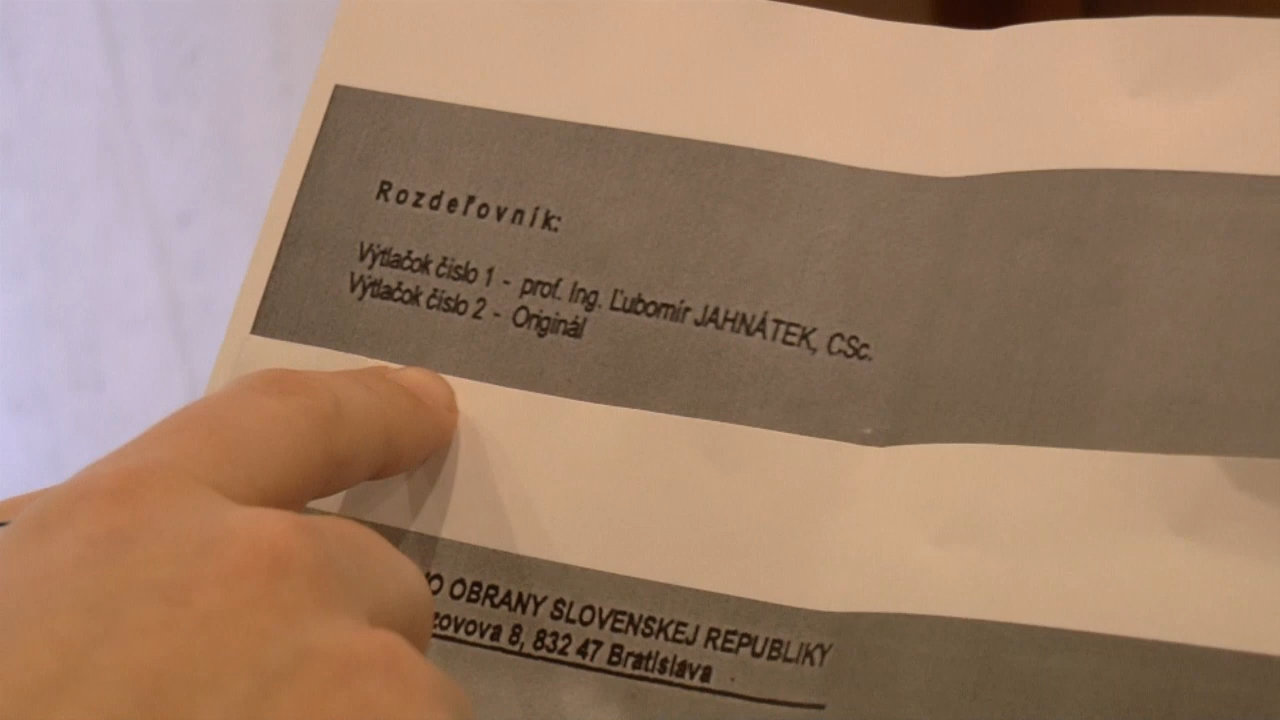 Rozdeľovník:
Výtlačok číslo 1 - prof. Ing. Ľubomír JAHNÁTEK, CSc.
Výtlačok číslo 2 - Originál
OBRANY SLOVENSKEJ REPUBLIKY
8, 832 47 Bratislava